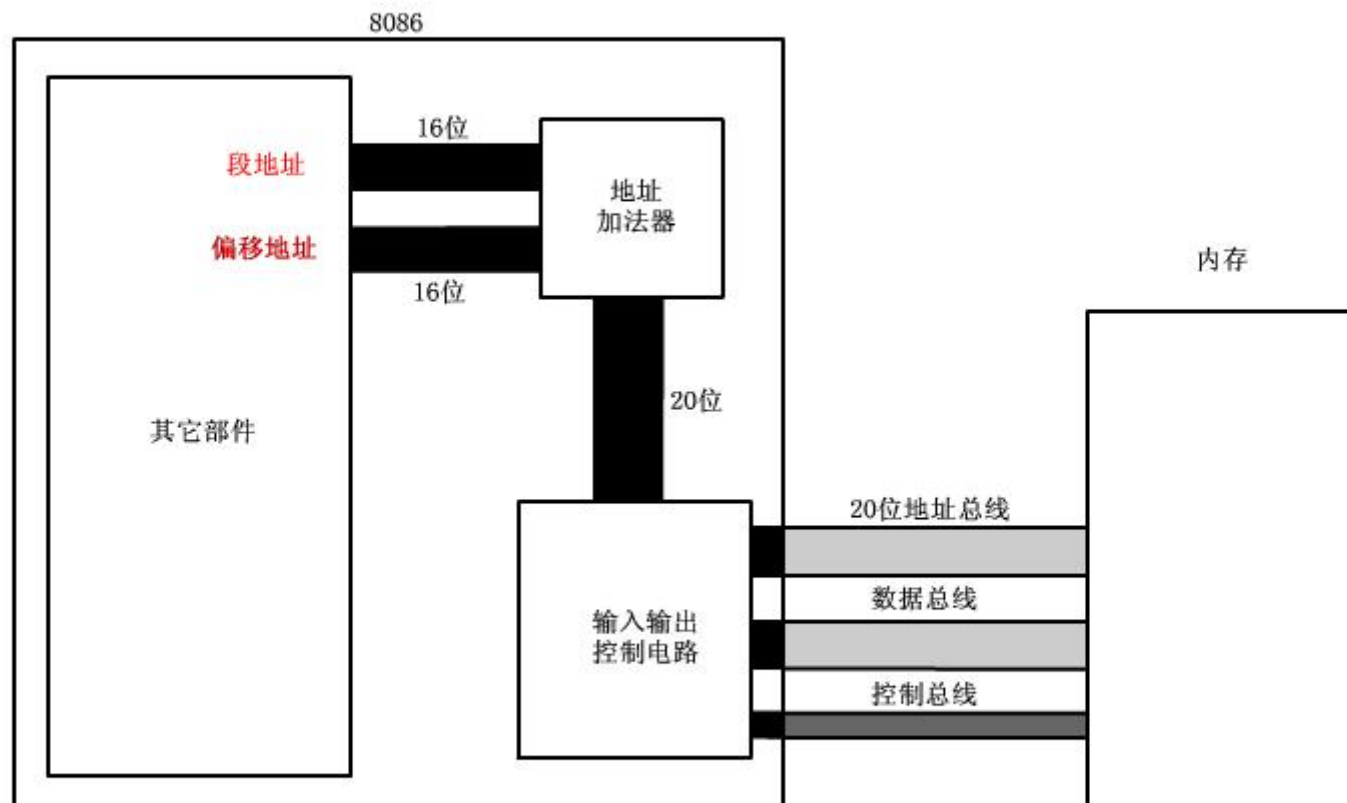 8086
16位
段地址
地址
加法器
偏移地址
16位
内存
20位
其它部件
20位地址总线
数据总线
输入输出
控制电路
控制总线